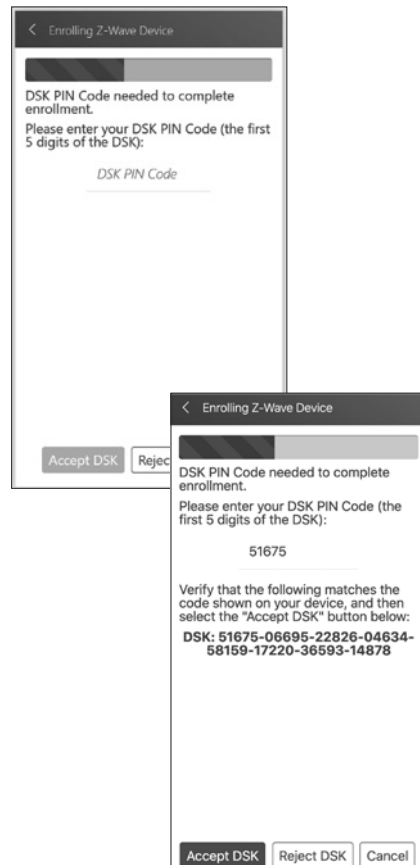 Enrolling Z-Wave Device
DSK PIN Code needed to complete
enrollment.
Please enter your DSK PIN Code (the first
5 digits of the DSK):
DSK PIN Code
Accept DSK Rejec
Enrolling Z-Wave Device
DSK PIN Code needed to complete
enrollment.
Please enter your DSK PIN Code (the
first 5 digits of the DSK):
51675
Verify that the following matches the
code shown on your device, and then
select the "Accept DSK" button below:
DSK: 51675-06695-22826-04634-
58159-17220-36593-14878
Accept DSK Reject DSK Cancel